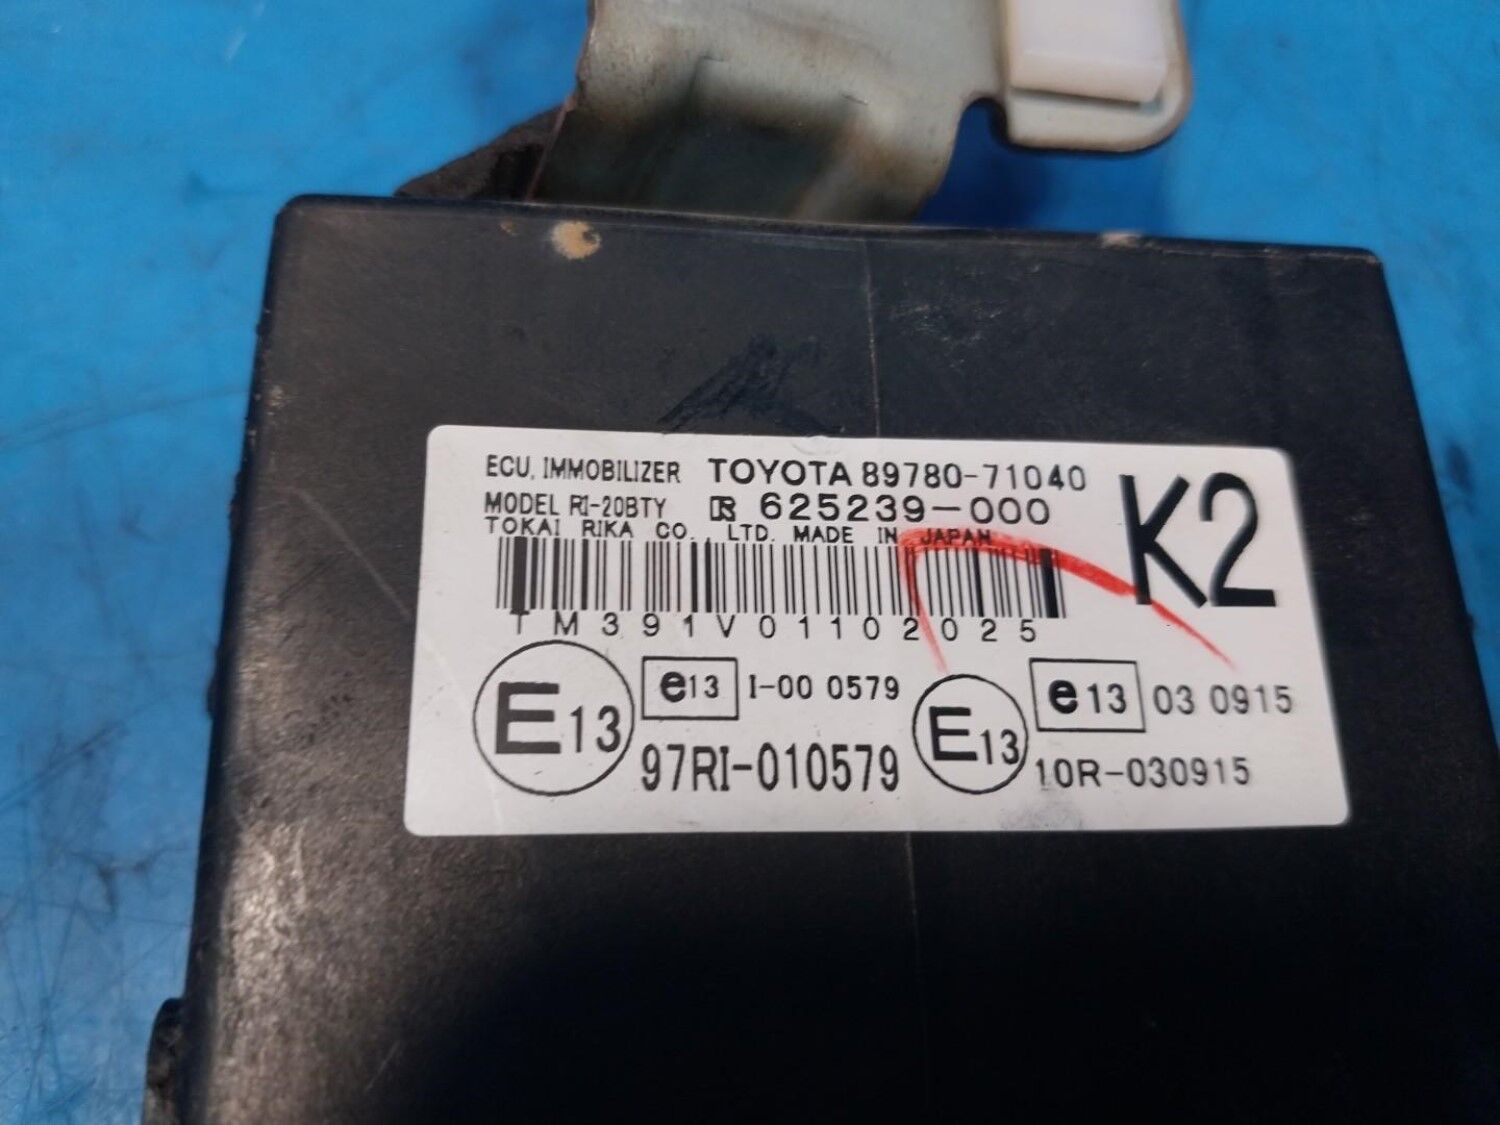 ECU, IMMOBILIZER TOYOTA 89780-71040
MODEL RI-20BTY R 625239-000
TOKAI RIKA CO., LTD. MADE IN JAPAN
K2
TM391V01102025
E13 e13 I-00 0579
97RI-010579
E13 e13 03 0915
10R-030915